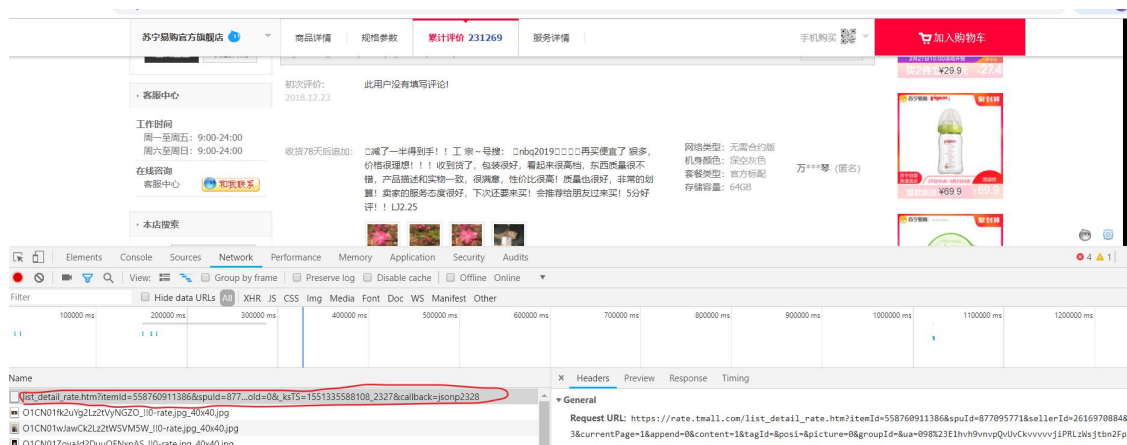 苏宁易购官方旗舰店
商品详情
规格参数
累计评价 231269
服务详情
手机购买
加入购物车
¥29.9
初次评价:
2018.12.23
此用户没有填写评论!
客服中心
工作时间
周一至周五: 9:00-24:00
周六至周日: 9:00-24:00
在线咨询
客服中心
和我联系
本店搜索
收货78天后追加:
□减了一半得到手！！工 宗 – 号搜: □nbq2019□□□□再买便宜了 狠多，
价格很理想！！！收到货了，包装很好，看起来很高档，东西质量很不
错，产品描述和实物一致，很满意，性价比很高！质量也很好，非常的划
算！卖家的服务态度很好，下次还要来买！会推荐给朋友过来买！5分好
评！！LJ2.25
网络类型: 无需合约版
机身颜色: 深空灰色
套餐类型: 官方标配
存储容量: 64GB
万***琴 (匿名)
苏宁易购
聚划算
¥69.9
苏宁易购
聚划算
Elements Console Sources Network Performance Memory Application Security Audits
4 1
View: Group by frame Preserve log Disable cache Offline Online
Filter
Hide data URLs All XHR JS CSS Img Media Font Doc WS Manifest Other
100000 ms 200000 ms 300000 ms 400000 ms 500000 ms 600000 ms 700000 ms 800000 ms 900000 ms 1000000 ms 1100000 ms 1200000 ms
Name
list_detail_rate.htm?itemId=558760911386&spuId=877...old=0&_ksTS=1551335588108_2327&callback=jsonp2328
O1CN01fk2uYg2Lz2tVyNGZO_!!0-rate.jpg_40x40.jpg
O1CN01wJawCk2Lz2tWSVM5W_!!0-rate.jpg_40x40.jpg
× Headers Preview Response Timing
General
Request URL: https://rate.tmall.com/list_detail_rate.htm?itemId=558760911386&spuId=877095771&sellerId=2616970884&
3&currentPage=1&append=0&content=1&tagId=&posi=&picture=0&groupId=&ua=098%23E1hvh9vnvpQvUvCkvvvvvjiPRLzWsjtbn2Fp